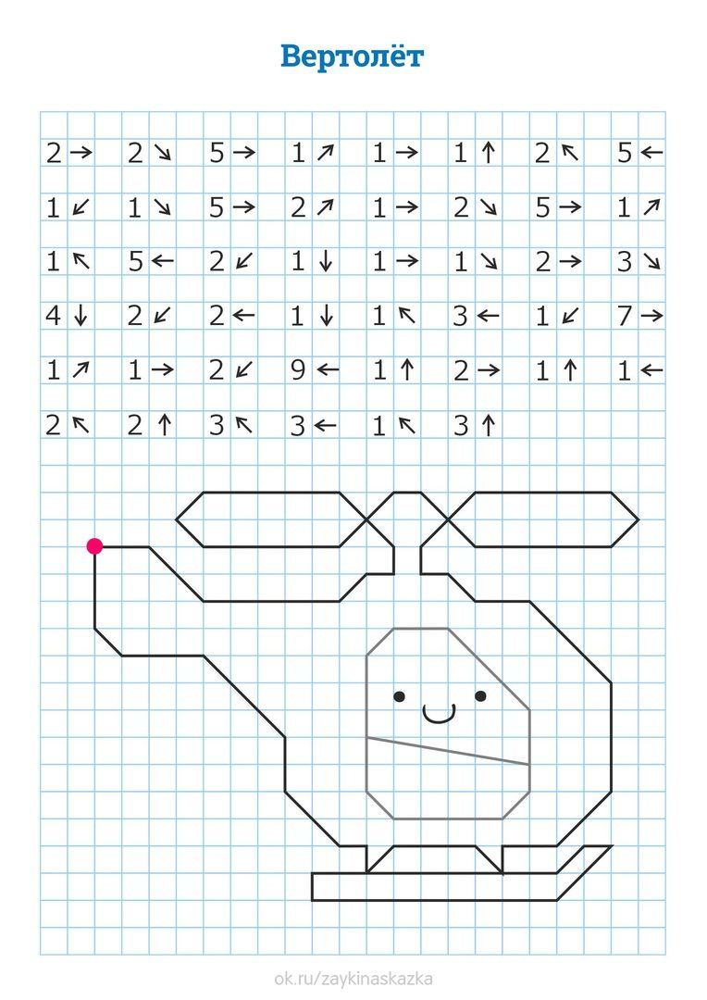 Вертолёт
2 → 2 ↘ 5 → 1 ↗ 1 → 1 ↑ 2 ↖ 5 ←
1 ↙ 1 ↘ 5 → 2 ↗ 1 → 2 ↘ 5 → 1 ↗
1 ↖ 5 ← 2 ↙ 1 ↓ 1 → 1 ↘ 2 → 3 ↘
4 ↓ 2 ↙ 2 ← 1 ↓ 1 ↖ 3 ← 1 ↙ 7 →
1 ↗ 1 → 2 ↙ 9 ← 1 ↑ 2 → 1 ↑ 1 ←
2 ↖ 2 ↑ 3 ↖ 3 ← 1 ↖ 3 ↑
ok.ru/zaykinaskazka